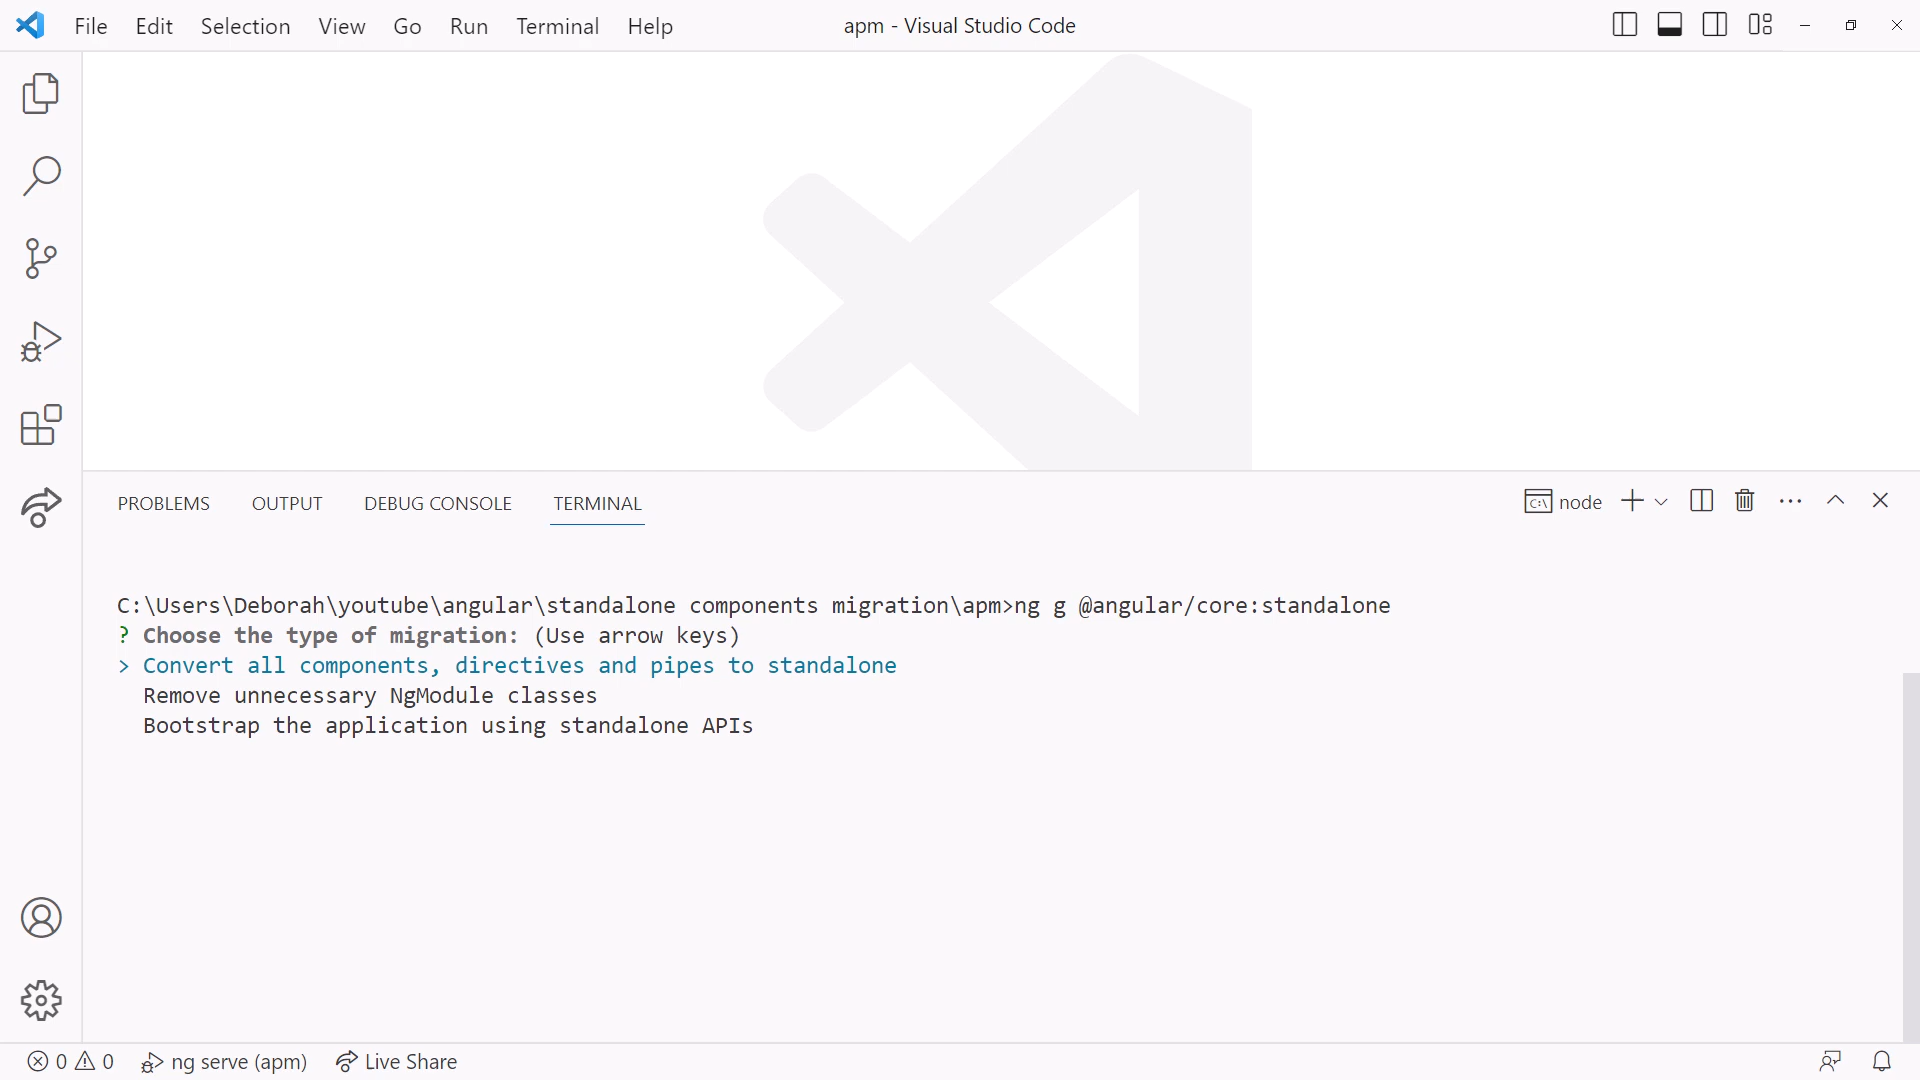 File Edit Selection View Go Run Terminal Help apm - Visual Studio Code
PROBLEMS OUTPUT DEBUG CONSOLE TERMINAL node
C:\Users\Deborah\youtube\angular\standalone components migration\apm>ng g @angular/core:standalone
? Choose the type of migration: (Use arrow keys)
> Convert all components, directives and pipes to standalone
Remove unnecessary NgModule classes
Bootstrap the application using standalone APIs
0 0 ng serve (apm) Live Share